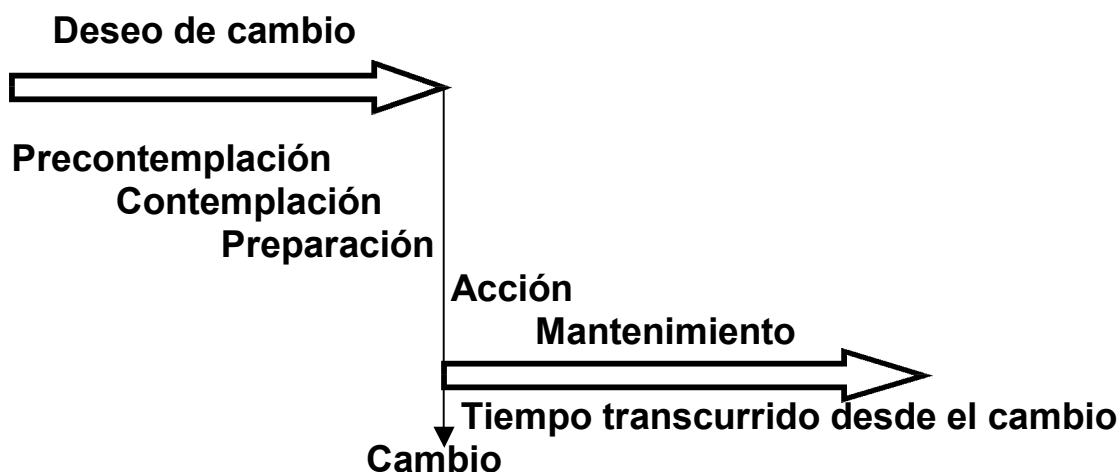 Deseo de cambio
Precontemplación
Contemplación
Preparación
Acción
Mantenimiento
Tiempo transcurrido desde el cambio
Cambio